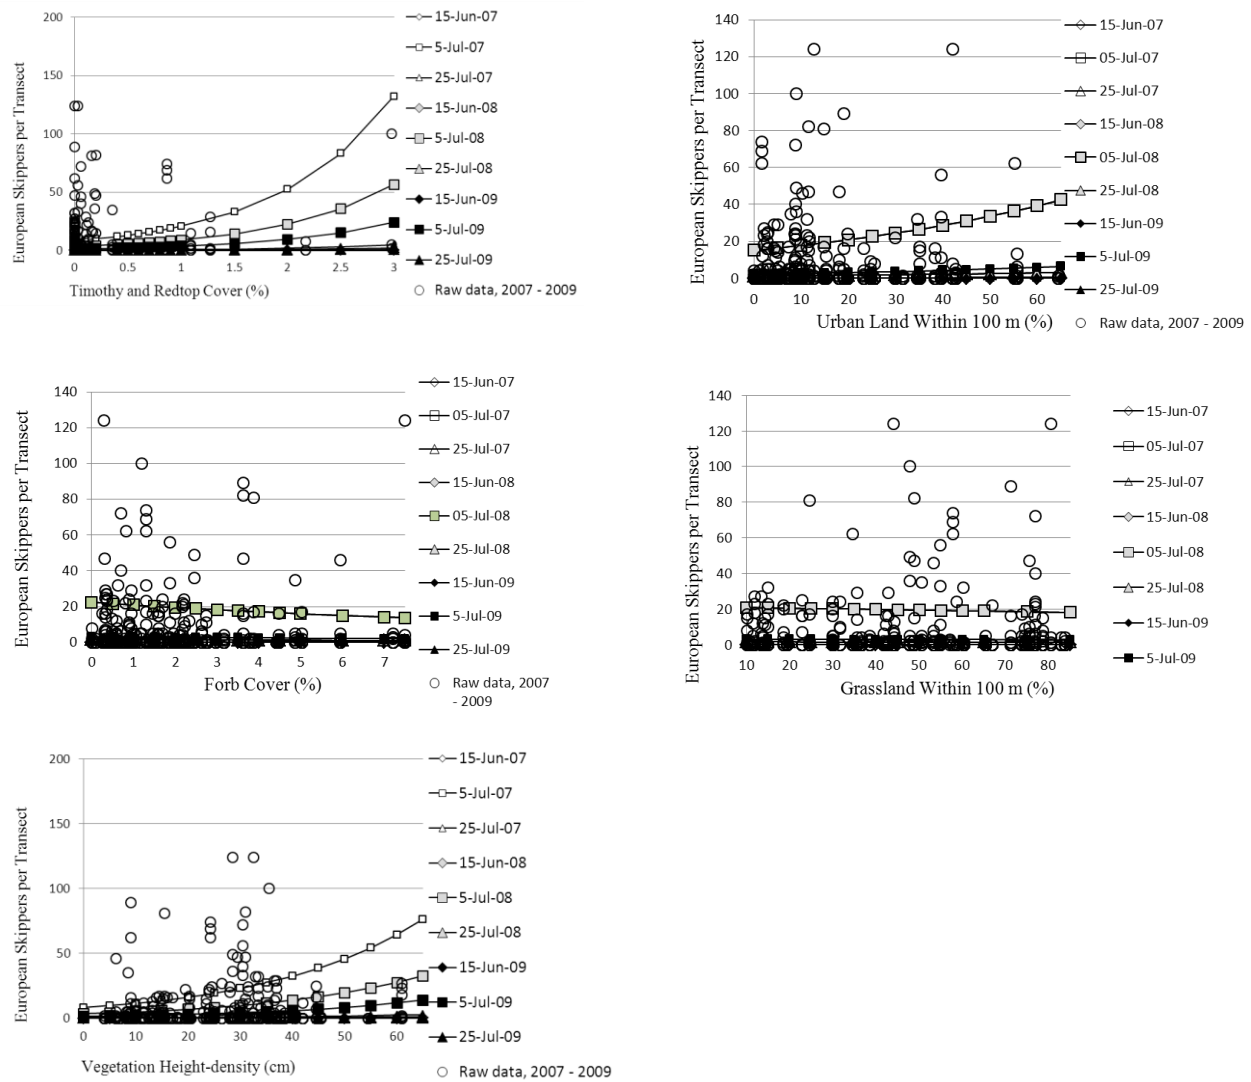 European Skippers per Transect
200
150
100
50
0
0 0.5 1 1.5 2 2.5 3
Timothy and Redtop Cover (%)
15-Jun-07
5-Jul-07
25-Jul-07
15-Jun-08
5-Jul-08
25-Jul-08
15-Jun-09
5-Jul-09
25-Jul-09
Raw data, 2007 - 2009
European Skippers per Transect
140
120
100
80
60
40
20
0
0 10 20 30 40 50 60
Urban Land Within 100 m (%)
15-Jun-07
05-Jul-07
25-Jul-07
15-Jun-08
05-Jul-08
25-Jul-08
15-Jun-09
5-Jul-09
25-Jul-09
Raw data, 2007 - 2009
European Skippers per Transect
140
120
100
80
60
40
20
0
0 1 2 3 4 5 6 7
Forb Cover (%)
15-Jun-07
05-Jul-07
25-Jul-07
15-Jun-08
05-Jul-08
25-Jul-08
15-Jun-09
5-Jul-09
25-Jul-09
Raw data, 2007
- 2009
European Skippers per Transect
140
120
100
80
60
40
20
0
10 20 30 40 50 60 70 80
Grassland Within 100 m (%)
15-Jun-07
05-Jul-07
25-Jul-07
15-Jun-08
05-Jul-08
25-Jul-08
15-Jun-09
5-Jul-09
European Skippers per Transect
200
150
100
50
0
0 10 20 30 40 50 60
Vegetation Height-density (cm)
15-Jun-07
5-Jul-07
25-Jul-07
15-Jun-08
5-Jul-08
25-Jul-08
15-Jun-09
5-Jul-09
25-Jul-09
Raw data, 2007 - 2009